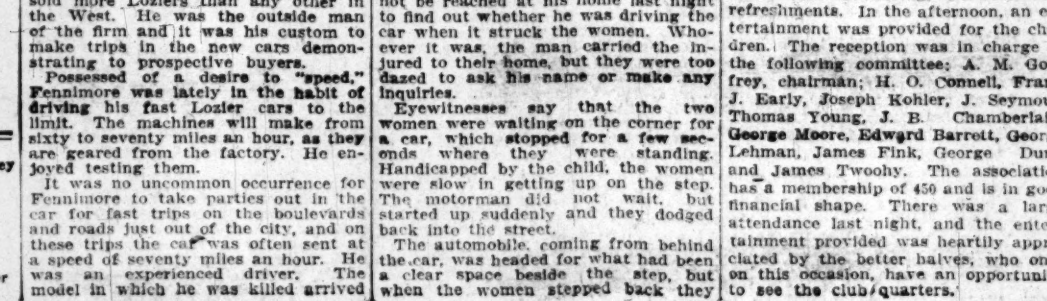 sold more Loziers than any other in
the West. He was the outside man
of the firm and it was his custom to
make trips in the new cars demon-
strating to prospective buyers.
Possessed of a desire to "speed,"
Fennimore was lately in the habit of
driving his fast Lozier cars to the
limit. The machines will make from
sixty to seventy miles an hour, as they
are geared from the factory. He en-
joyed testing them.
It was no uncommon occurrence for
Fennimore to take parties out in the
car for fast trips on the boulevards
and roads just out of the city, and on
these trips the car was often sent at
a speed of seventy miles an hour. He
was an experienced driver. The
model in which he was killed arrived
not be reached at his home last night
to find out whether he was driving the
car when it struck the women. Who-
ever it was, the man carried the in-
jured to their home, but they were too
dazed to ask his name or make any
inquiries.
Eyewitnesses say that the two
women were waiting on the corner for
a car, which stopped for a few sec-
onds where they were standing.
Handicapped by the child, the women
were slow in getting up on the step.
The motorman did not wait, but
started up suddenly and they dodged
back into the street.
The automobile, coming from behind
the car, was headed for what had been
a clear space beside the step, but
when the women stepped back they
refreshments. In the afternoon, an e
tertainment was provided for the ch
dren. The reception was in charge
the following committee: A. M. Go
frey, chairman; H. O. Connell, Fran
J. Early, Joseph Kohler, J. Seymou
Thomas Young, J. B. Chamberlai
George Moore, Edward Barrett, Geor
Lehman, James Fink, George Du
and James Twoohy. The associati
has a membership of 450 and is in go
financial shape. There was a lar
attendance last night, and the ente
tainment provided was heartily appr
ciated by the better halves, who on
on this occasion, have an opportuni
to see the club quarters.